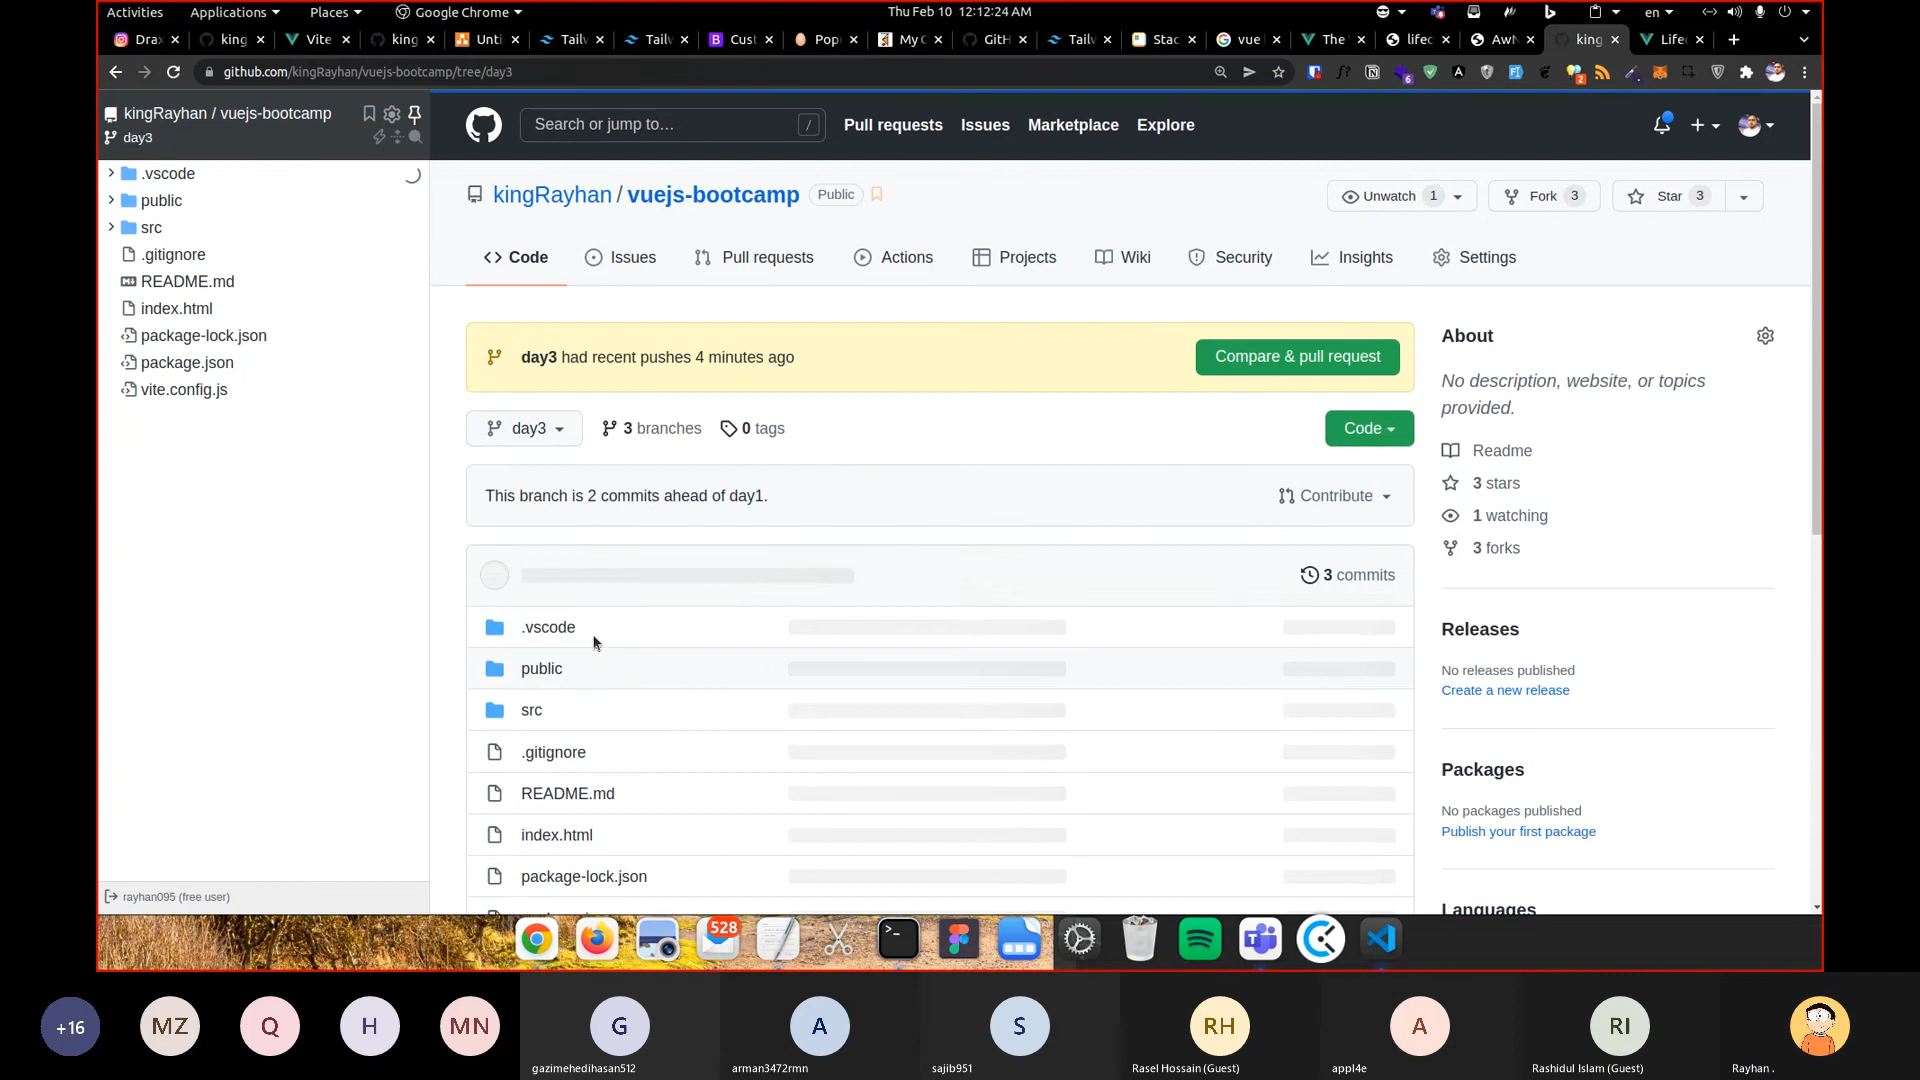 Activities Applications Places Google Chrome Thu Feb 10 12:12:24 AM en
Drax king Vite king Unti Tailv Tailv B Cust Pop My C GitH Tailv Stac vue The lifec AwN king Lifec
github.com/kingRayhan/vuejs-bootcamp/tree/day3
kingRayhan / vuejs-bootcamp
day3
.vscode
public
src
.gitignore
README.md
index.html
package-lock.json
package.json
vite.config.js
rayhan095 (free user)
Search or jump to… / Pull requests Issues Marketplace Explore
kingRayhan / vuejs-bootcamp Public
Unwatch 1 Fork 3 Star 3
Code Issues Pull requests Actions Projects Wiki Security Insights Settings
day3 had recent pushes 4 minutes ago Compare & pull request
day3 3 branches 0 tags Code
This branch is 2 commits ahead of day1. Contribute
3 commits
.vscode
public
src
.gitignore
README.md
index.html
package-lock.json
About
No description, website, or topics
provided.
Readme
3 stars
1 watching
3 forks
Releases
No releases published
Create a new release
Packages
No packages published
Publish your first package
Languages
528
+16 MZ Q H MN G A S RH A RI
gazimehedihasan512 arman3472rmn sajib951 Rasel Hossain (Guest) appl4e Rashidul Islam (Guest) Rayhan .